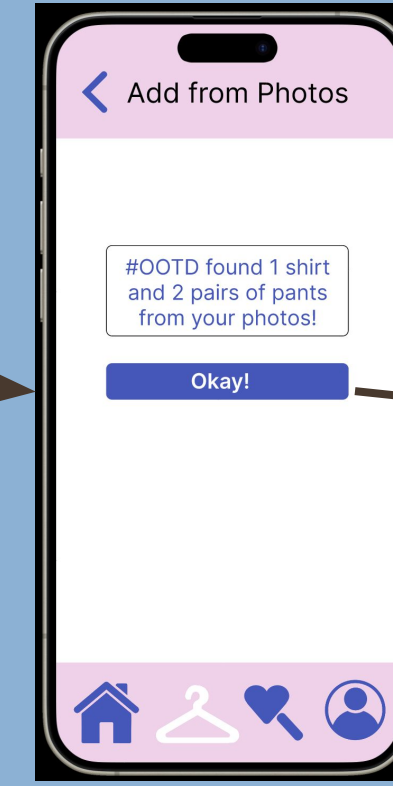 Add from Photos
#OOTD found 1 shirt
and 2 pairs of pants
from your photos!
Okay!